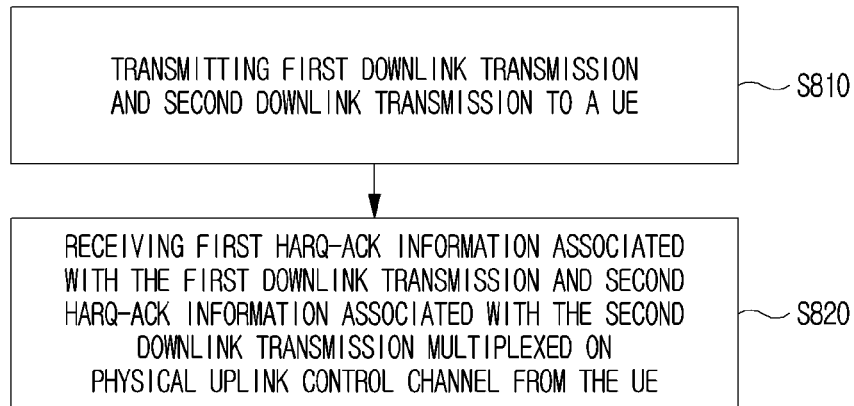 TRANSMITTING FIRST DOWNLINK TRANSMISSION
AND SECOND DOWNLINK TRANSMISSION TO A UE
S810
RECEIVING FIRST HARQ-ACK INFORMATION ASSOCIATED
WITH THE FIRST DOWNLINK TRANSMISSION AND SECOND
HARQ-ACK INFORMATION ASSOCIATED WITH THE SECOND
DOWNLINK TRANSMISSION MULTIPLEXED ON
PHYSICAL UPLINK CONTROL CHANNEL FROM THE UE
S820